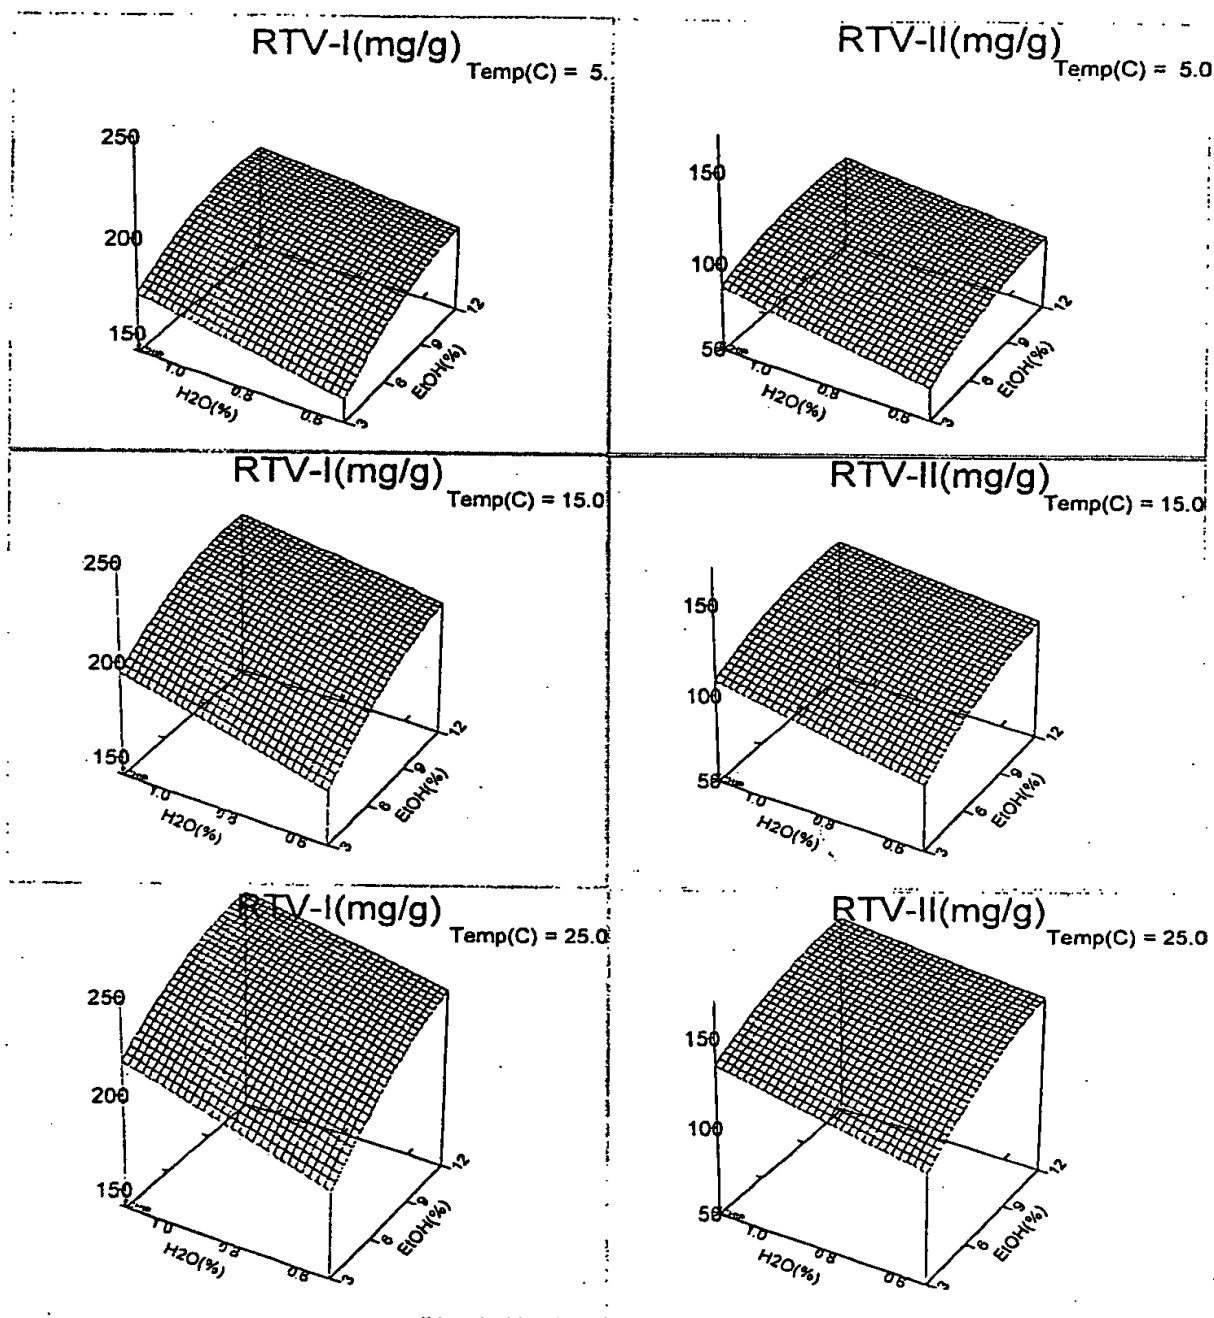 RTV-I(mg/g)
Temp(C) = 5.
250
200
150
1.0
0.8
0.6
H2O(%)
3
6
9
12
EtOH(%)
RTV-II(mg/g)
Temp(C) = 5.0
150
100
50
1.0
0.8
0.6
H2O(%)
3
6
9
12
EtOH(%)
RTV-I(mg/g)
Temp(C) = 15.0
250
200
150
1.0
0.8
0.6
H2O(%)
3
6
9
12
EtOH(%)
RTV-II(mg/g)
Temp(C) = 15.0
150
100
50
1.0
0.8
0.6
H2O(%)
3
6
9
12
EtOH(%)
RTV-I(mg/g)
Temp(C) = 25.0
250
200
150
1.0
0.8
0.6
H2O(%)
3
6
9
12
EtOH(%)
RTV-II(mg/g)
Temp(C) = 25.0
150
100
50
1.0
0.8
0.6
H2O(%)
3
6
9
12
EtOH(%)